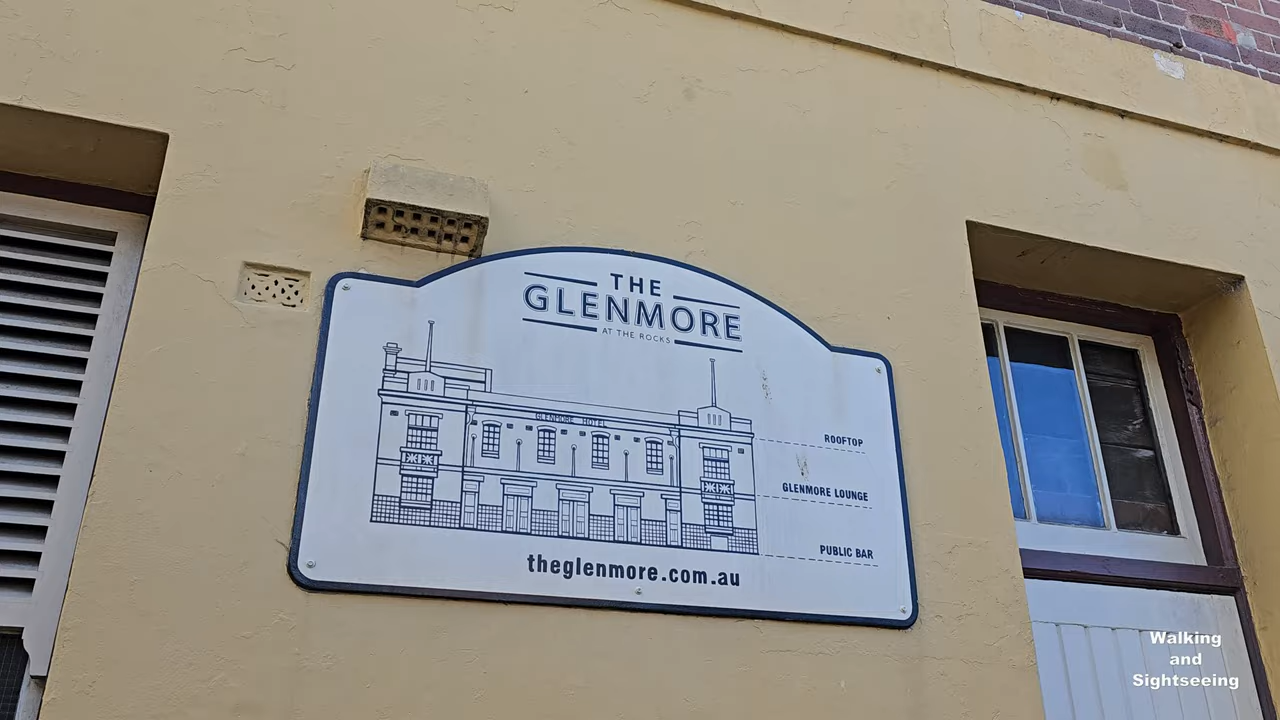 THE
GLENMORE
AT THE ROCKS
GLENMORE HOTEL
ROOFTOP
GLENMORE LOUNGE
PUBLIC BAR
theglenmore.com.au
Walking
and
Sightseeing